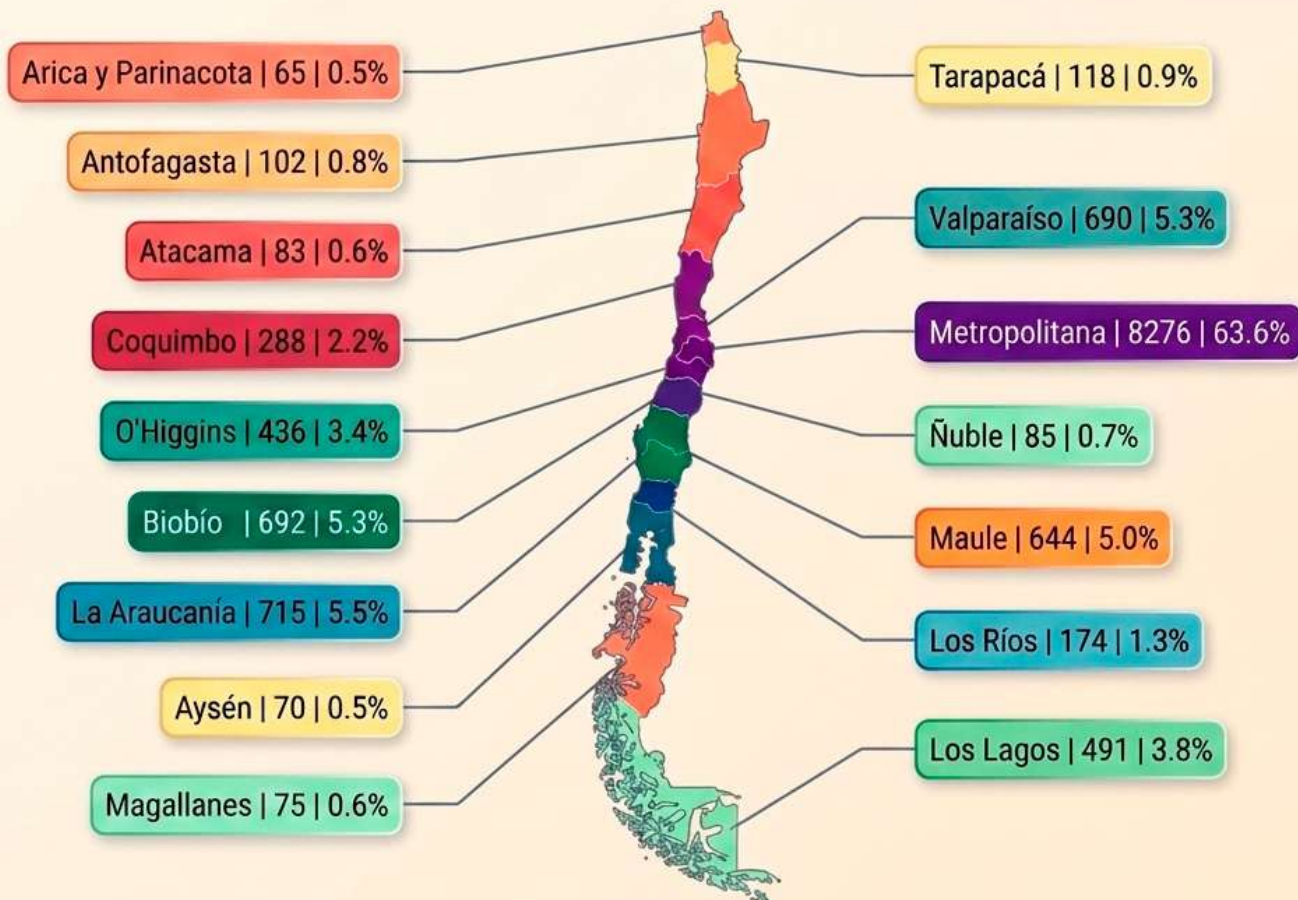 Arica y Parinacota | 65 | 0.5%
Antofagasta | 102 | 0.8%
Atacama | 83 | 0.6%
Coquimbo | 288 | 2.2%
O'Higgins | 436 | 3.4%
Biobío | 692 | 5.3%
La Araucanía | 715 | 5.5%
Aysén | 70 | 0.5%
Magallanes | 75 | 0.6%
Tarapacá | 118 | 0.9%
Valparaíso | 690 | 5.3%
Metropolitana | 8276 | 63.6%
Ñuble | 85 | 0.7%
Maule | 644 | 5.0%
Los Ríos | 174 | 1.3%
Los Lagos | 491 | 3.8%